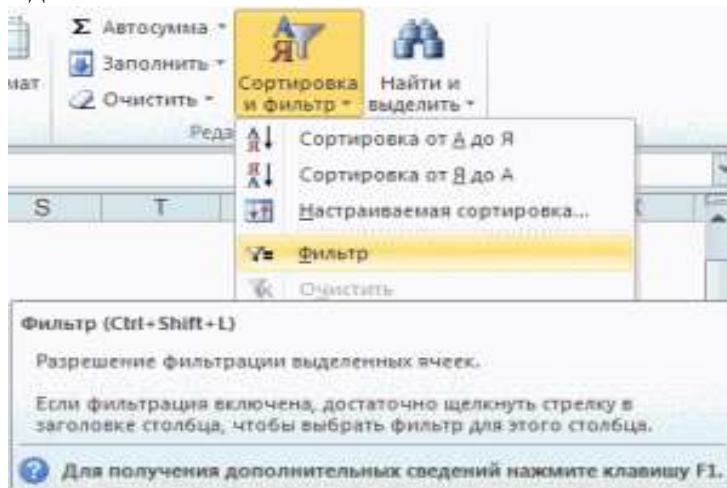 Σ Автосумма
Заполнить
мат
Очистить
Сортировка и фильтр
Найти и выделить
Реда
Сортировка от А до Я
Сортировка от Я до А
Настраиваемая сортировка...
S T
Фильтр
Очистить
Фильтр (Ctrl+Shift+L)
Разрешение фильтрации выделенных ячеек.
Если фильтрация включена, достаточно щелкнуть стрелку в
заголовке столбца, чтобы выбрать фильтр для этого столбца.
Для получения дополнительных сведений нажмите клавишу F1.